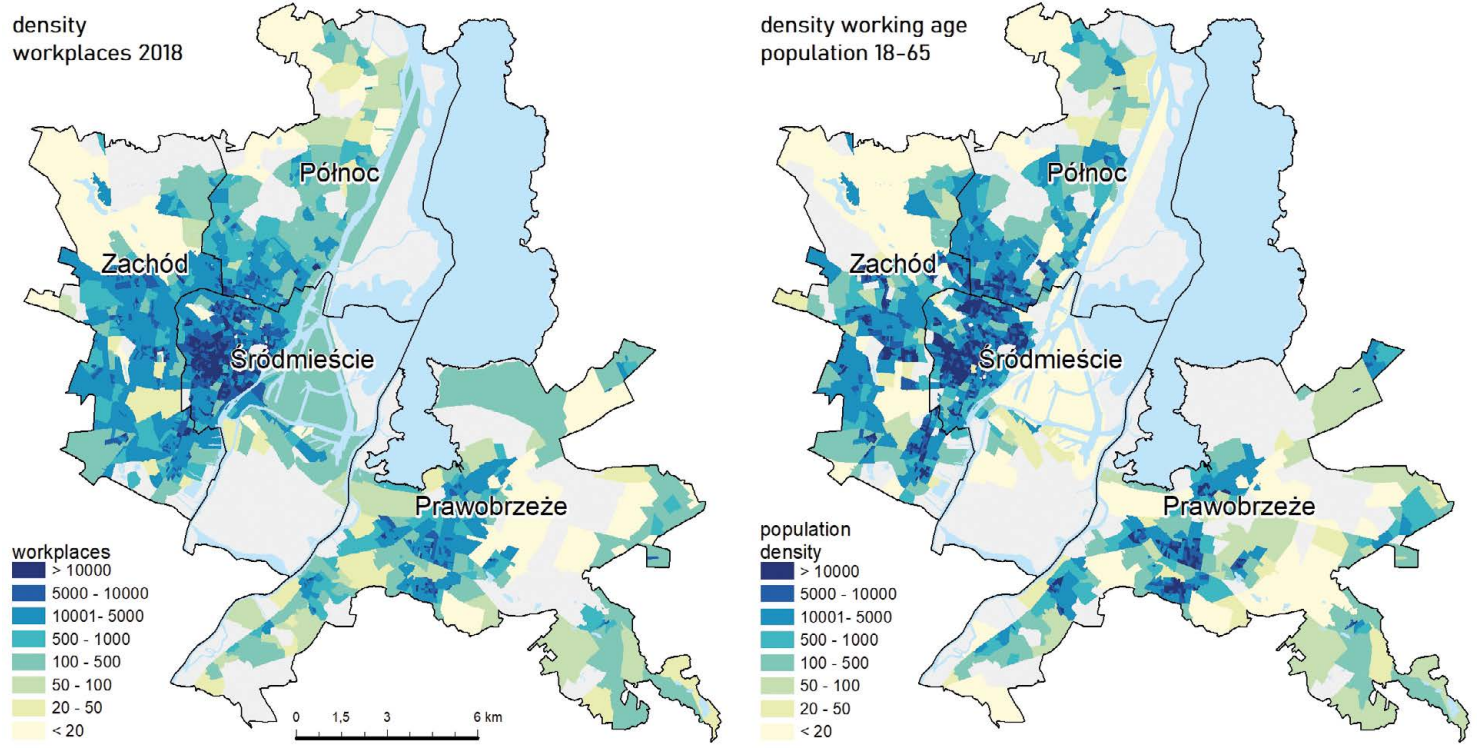 density
workplaces 2018
Północ
Zachód
Śródmieście
Prawobrzeże
workplaces
> 10000
5000 - 10000
10001- 5000
500 - 1000
100 - 500
50 - 100
20 - 50
< 20
0 1,5 3 6 km
density working age
population 18-65
Północ
Zachód
Śródmieście
Prawobrzeże
population
density
> 10000
5000 - 10000
10001- 5000
500 - 1000
100 - 500
50 - 100
20 - 50
< 20